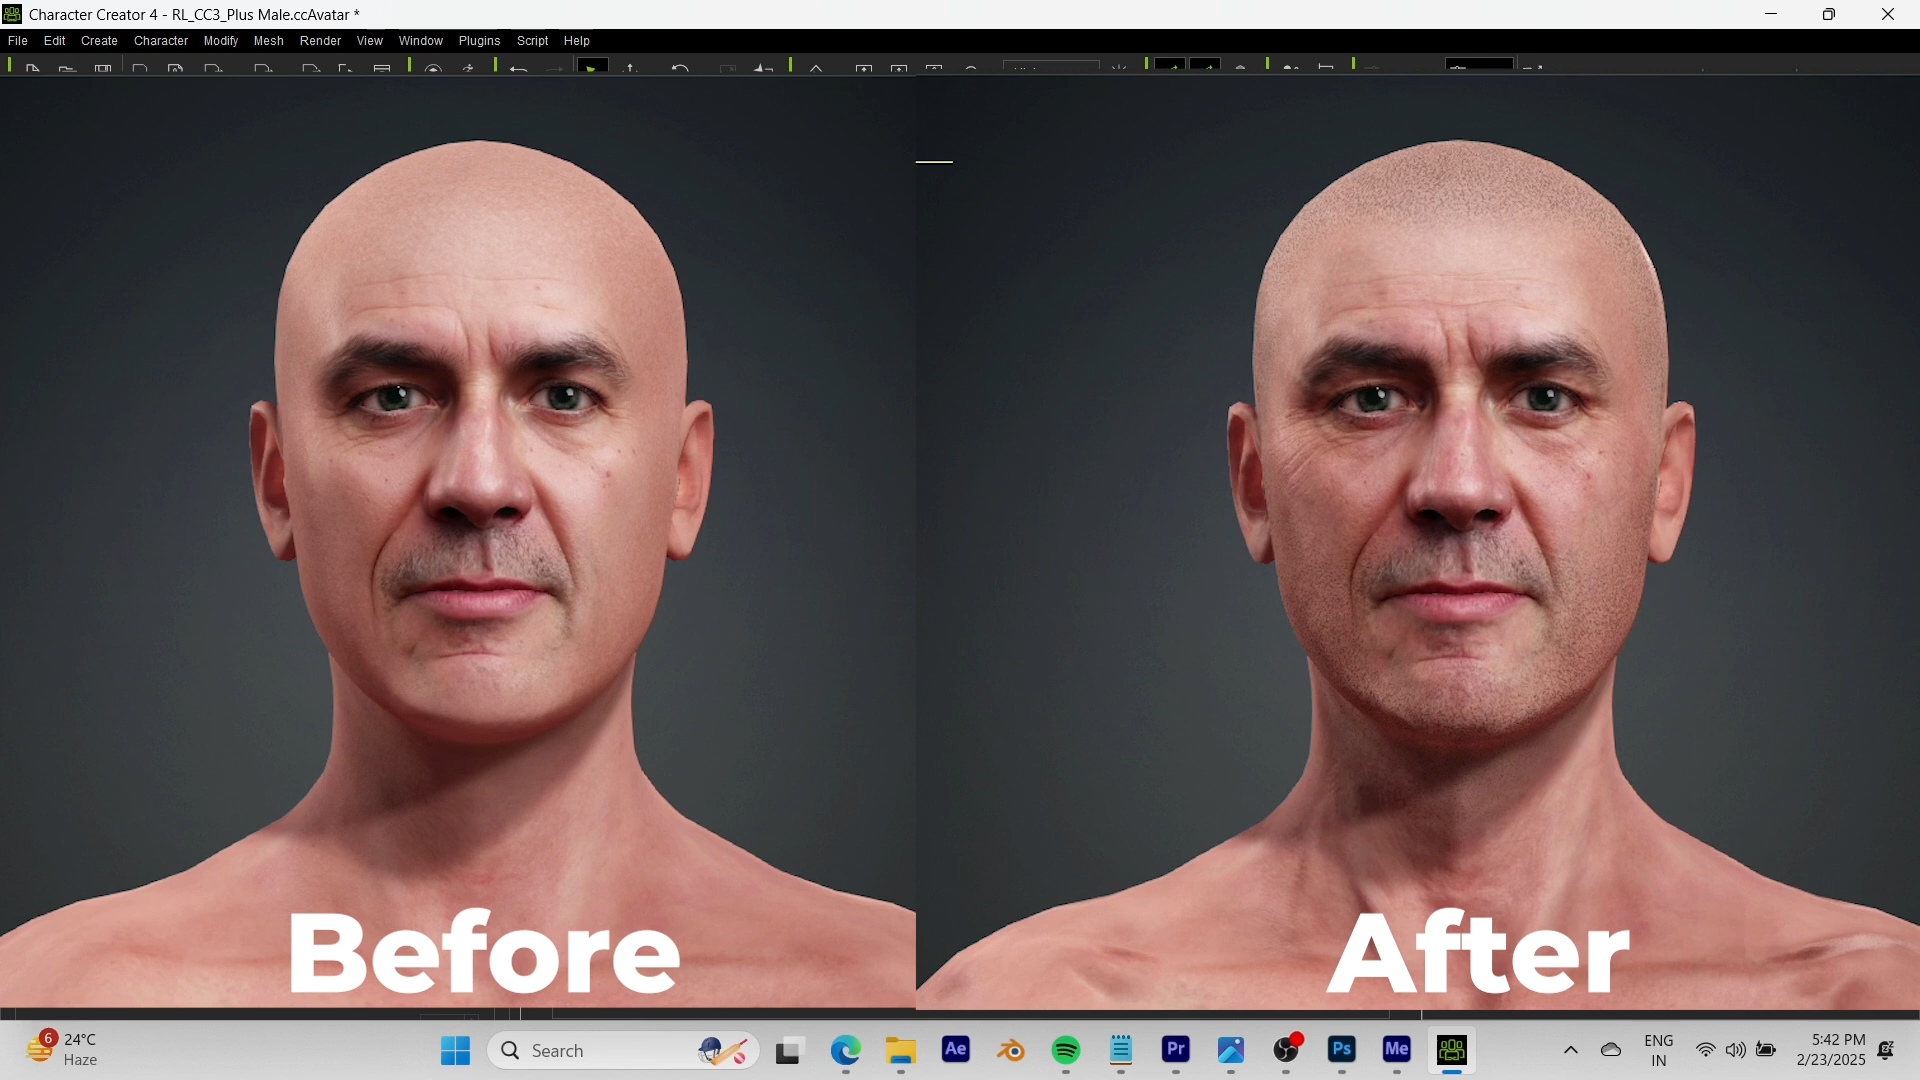 Character Creator 4 - RL_CC3_Plus Male.ccAvatar *
File Edit Create Character Modify Mesh Render View Window Plugins Script Help
Before
After
6
24°C
Haze
Search
Ae
Pr
Ps
Me
ENG
IN
5:42 PM
2/23/2025